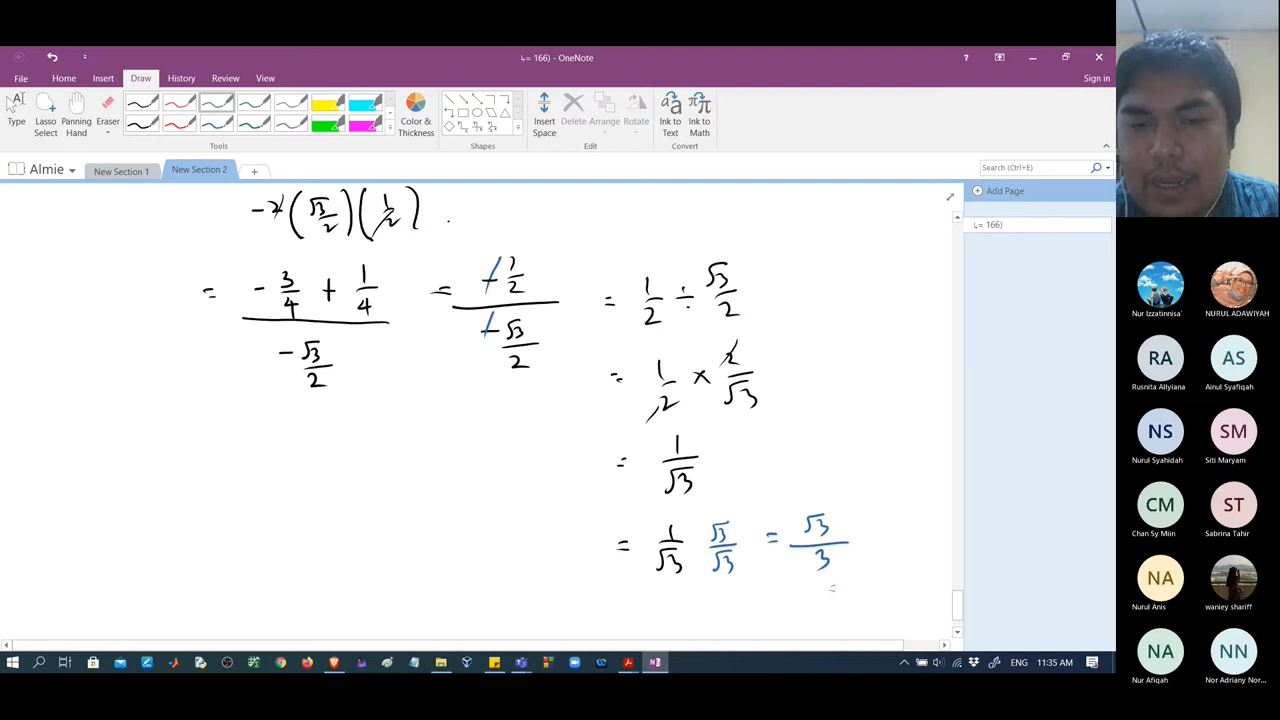 ৳= 166) - OneNote
?
File Home Insert Draw History Review View Sign in
Type Lasso Select Panning Hand Eraser Color & Thickness Insert Space Delete Arrange Rotate Ink to Text Ink to Math
Tools Shapes Edit Convert
Almie New Section 1 New Section 2 + Search (Ctrl+E)
Add Page
-2 (√3/2)(1/2)
= (-3/4 + 1/4)/(-√3/2) = (-1/2)/(-√3/2) = 1/2 ÷ √3/2
= 1/2 × 2/√3
= 1/√3
= 1/√3 √3/√3 = √3/3
Nur Izzatinnisa' NURUL ADAWIYAH
RA AS
Rusnita Allyiana Ainul Syafiqah
NS SM
Nurul Syahidah Siti Maryam
CM ST
Chan Sy Miin Sabrina Tahir
NA
Nurul Anis waniey shariff
NA NN
Nur Afiqah Nor Adriany Nor...
ENG 11:35 AM